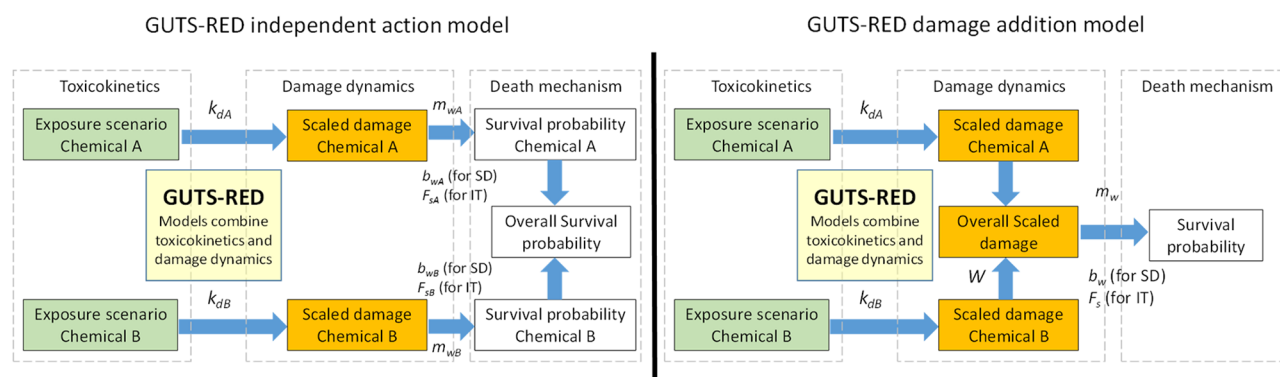 GUTS-RED independent action model
Toxicokinetics
Damage dynamics
Death mechanism
k_dA
m_wA
Exposure scenario
Chemical A
Scaled damage
Chemical A
Survival probability
Chemical A
b_wA (for SD)
F_sA (for IT)
GUTS-RED
Models combine
toxicokinetics and
damage dynamics
Overall Survival
probability
b_wB (for SD)
F_sB (for IT)
k_dB
Exposure scenario
Chemical B
Scaled damage
Chemical B
Survival probability
Chemical B
m_wB
GUTS-RED damage addition model
Toxicokinetics
Damage dynamics
Death mechanism
k_dA
Exposure scenario
Chemical A
Scaled damage
Chemical A
GUTS-RED
Models combine
toxicokinetics and
damage dynamics
Overall Scaled
damage
m_w
Survival
probability
b_w (for SD)
F_s (for IT)
W
k_dB
Exposure scenario
Chemical B
Scaled damage
Chemical B